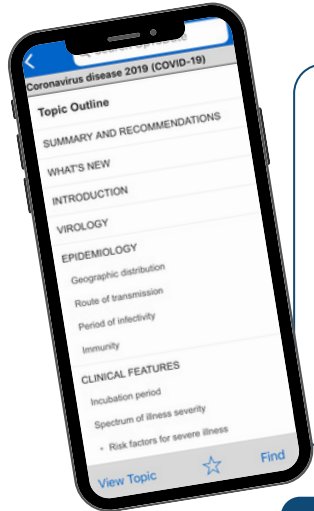 Coronavirus disease 2019 (COVID-19)
Topic Outline
SUMMARY AND RECOMMENDATIONS
WHAT'S NEW
INTRODUCTION
VIROLOGY
EPIDEMIOLOGY
Geographic distribution
Route of transmission
Period of infectivity
Immunity
CLINICAL FEATURES
Incubation period
Spectrum of illness severity
• Risk factors for severe illness
View Topic
Find